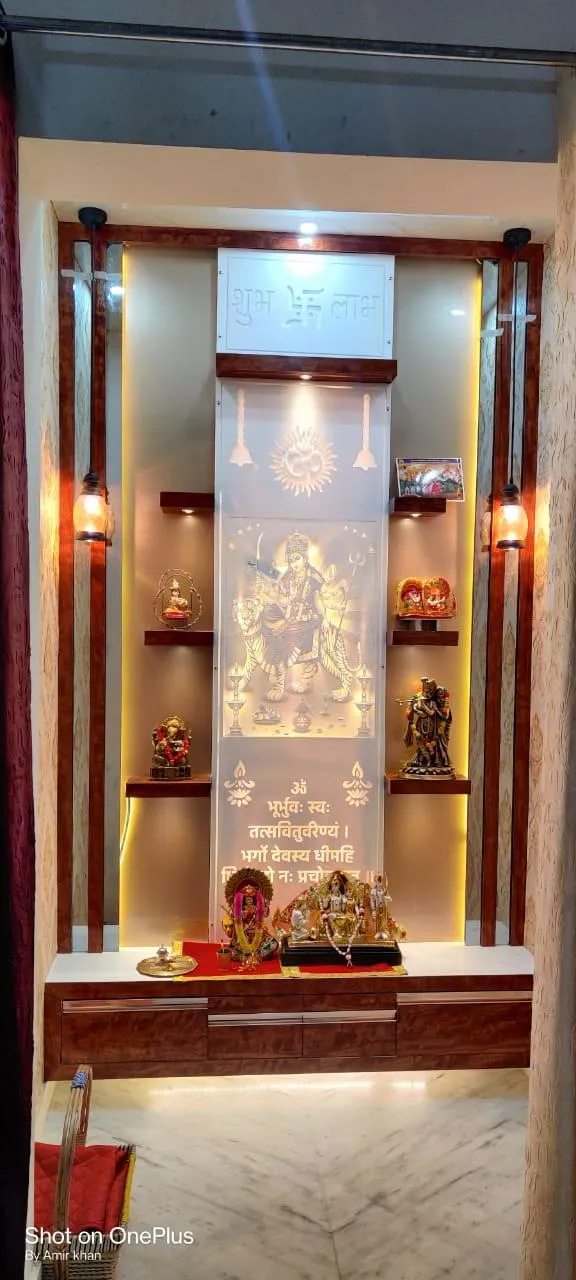 शुभ 卐 लाभ
ॐ
भूर्भुवः स्वः
तत्सवितुर्वरेण्यं ।
भर्गो देवस्य धीमहि
नः ॥
Shot on OnePlus
By Amir khan